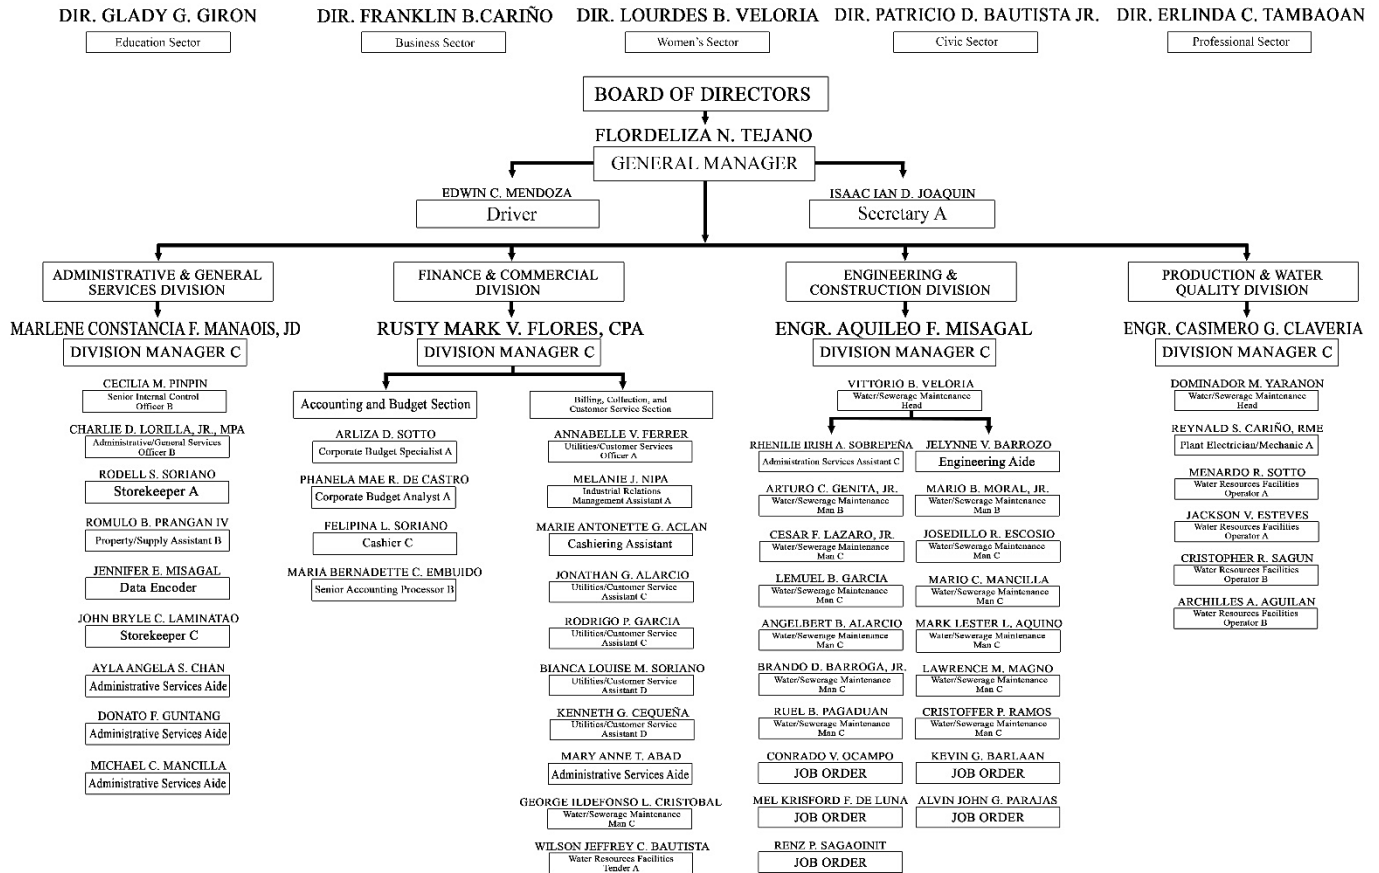 DIR. GLADY G. GIRON
Education Sector
DIR. FRANKLIN B.CARIÑO
Business Sector
DIR. LOURDES B. VELORIA
Women's Sector
DIR. PATRICIO D. BAUTISTA JR.
Civic Sector
DIR. ERLINDA C. TAMBAOAN
Professional Sector
BOARD OF DIRECTORS
FLORDELIZA N. TEJANO
GENERAL MANAGER
EDWIN C. MENDOZA
Driver
ISAAC IAN D. JOAQUIN
Secretary A
ADMINISTRATIVE & GENERAL
SERVICES DIVISION
MARLENE CONSTANCIA F. MANAOIS, JD
DIVISION MANAGER C
CECILIA M. PINPIN
Senior Internal Control
Officer B
CHARLIE D. LORILLA, JR., MPA
Administrative/General Services
Officer B
RODELL S. SORIANO
Storekeeper A
ROMULO B. PRANGAN IV
Property/Supply Assistant B
JENNIFER E. MISAGAL
Data Encoder
JOHN BRYLE C. LAMINATAO
Storekeeper C
AYLA ANGELA S. CHAN
Administrative Services Aide
DONATO F. GUNTANG
Administrative Services Aide
MICHAEL C. MANCILLA
Administrative Services Aide
FINANCE & COMMERCIAL
DIVISION
RUSTY MARK V. FLORES, CPA
DIVISION MANAGER C
Accounting and Budget Section
ARLIZA D. SOTTO
Corporate Budget Specialist A
PHANELA MAE R. DE CASTRO
Corporate Budget Analyst A
FELIPINA L. SORIANO
Cashier C
MARIA BERNADETTE C. EMBUIDO
Senior Accounting Processor B
Billing, Collection, and
Customer Service Section
ANNABELLE V. FERRER
Utilities/Customer Services
Officer A
MELANIE J. NIPA
Industrial Relations
Management Assistant A
MARIE ANTONETTE G. ACLAN
Cashiering Assistant
JONATHAN G. ALARCIO
Utilities/Customer Service
Assistant C
RODRIGO P. GARCIA
Utilities/Customer Service
Assistant C
BIANCA LOUISE M. SORIANO
Utilities/Customer Service
Assistant D
KENNETH G. CEQUEÑA
Utilities/Customer Service
Assistant D
MARY ANNE T. ABAD
Administrative Services Aide
GEORGE ILDEFONSO L. CRISTOBAL
Water/Sewerage Maintenance
Man C
WILSON JEFFREY C. BAUTISTA
Water Resources Facilities
Tender A
ENGINEERING &
CONSTRUCTION DIVISION
ENGR. AQUILEO F. MISAGAL
DIVISION MANAGER C
VITTORIO B. VELORIA
Water/Sewerage Maintenance
Head
RHENILIE IRISH A. SOBREPEÑA
Administration Services Assistant C
ARTURO C. GENITA, JR.
Water/Sewerage Maintenance
Man B
CESAR F. LAZARO, JR.
Water/Sewerage Maintenance
Man C
LEMUEL B. GARCIA
Water/Sewerage Maintenance
Man C
ANGELBERT B. ALARCIO
Water/Sewerage Maintenance
Man C
BRANDO D. BARROGA, JR.
Water/Sewerage Maintenance
Man C
RUEL B. PAGADUAN
Water/Sewerage Maintenance
Man C
CONRADO V. OCAMPO
JOB ORDER
MEL KRISFORD F. DE LUNA
JOB ORDER
RENZ P. SAGAOINIT
JOB ORDER
JELYNNE V. BARROZO
Engineering Aide
MARIO B. MORAL, JR.
Water/Sewerage Maintenance
Man B
JOSEDILLO R. ESCOSIO
Water/Sewerage Maintenance
Man C
MARIO C. MANCILLA
Water/Sewerage Maintenance
Man C
MARK LESTER L. AQUINO
Water/Sewerage Maintenance
Man C
LAWRENCE M. MAGNO
Water/Sewerage Maintenance
Man C
CRISTOFFER P. RAMOS
Water/Sewerage Maintenance
Man C
KEVIN G. BARLAAN
JOB ORDER
ALVIN JOHN G. PARAJAS
JOB ORDER
PRODUCTION & WATER
QUALITY DIVISION
ENGR. CASIMERO G. CLAVERIA
DIVISION MANAGER C
DOMINADOR M. YARANON
Water/Sewerage Maintenance
Head
REYNALD S. CARIÑO, RME
Plant Electrician/Mechanic A
MENARDO R. SOTTO
Water Resources Facilities
Operator A
JACKSON V. ESTEVES
Water Resources Facilities
Operator A
CRISTOPHER R. SAGUN
Water Resources Facilities
Operator B
ARCHILLES A. AGUILAN
Water Resources Facilities
Operator B